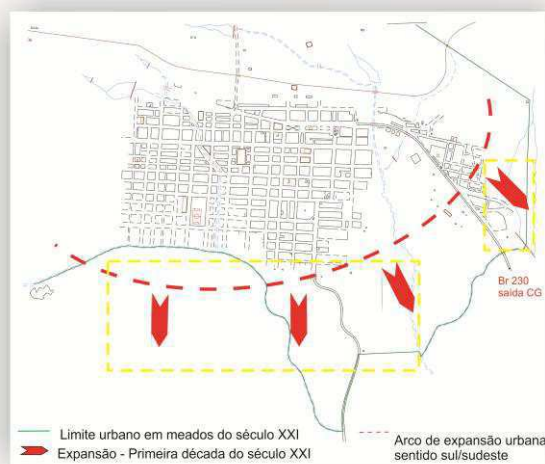 Br 230
saída CG
Limite urbano em meados do século XXI
Expansão - Primeira década do século XXI
Arco de expansão urbana
sentido sul/sudeste